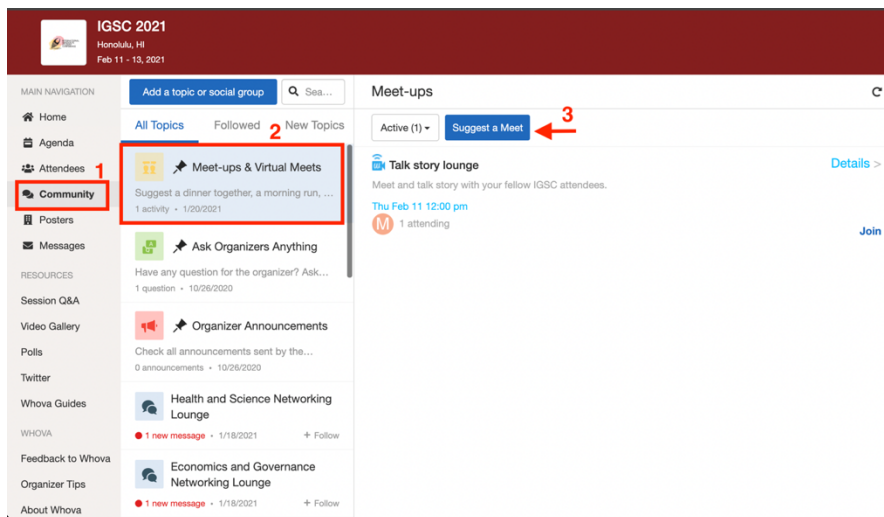 IGSC 2021
Honolulu, HI
Feb 11 - 13, 2021
MAIN NAVIGATION
Home
Agenda
Attendees
1
Community
Posters
Messages
RESOURCES
Session Q&A
Video Gallery
Polls
Twitter
Whova Guides
WHOVA
Feedback to Whova
Organizer Tips
About Whova
Add a topic or social group
Sea...
All Topics
Followed
2
New Topics
Meet-ups & Virtual Meets
Suggest a dinner together, a morning run, ...
1 activity • 1/20/2021
Ask Organizers Anything
Have any question for the organizer? Ask...
1 question • 10/26/2020
Organizer Announcements
Check all announcements sent by the...
0 announcements • 10/26/2020
Health and Science Networking
Lounge
1 new message • 1/18/2021 + Follow
Economics and Governance
Networking Lounge
1 new message • 1/18/2021 + Follow
Meet-ups
Active (1)
Suggest a Meet
3
Talk story lounge
Details >
Meet and talk story with your fellow IGSC attendees.
Thu Feb 11 12:00 pm
M 1 attending
Join